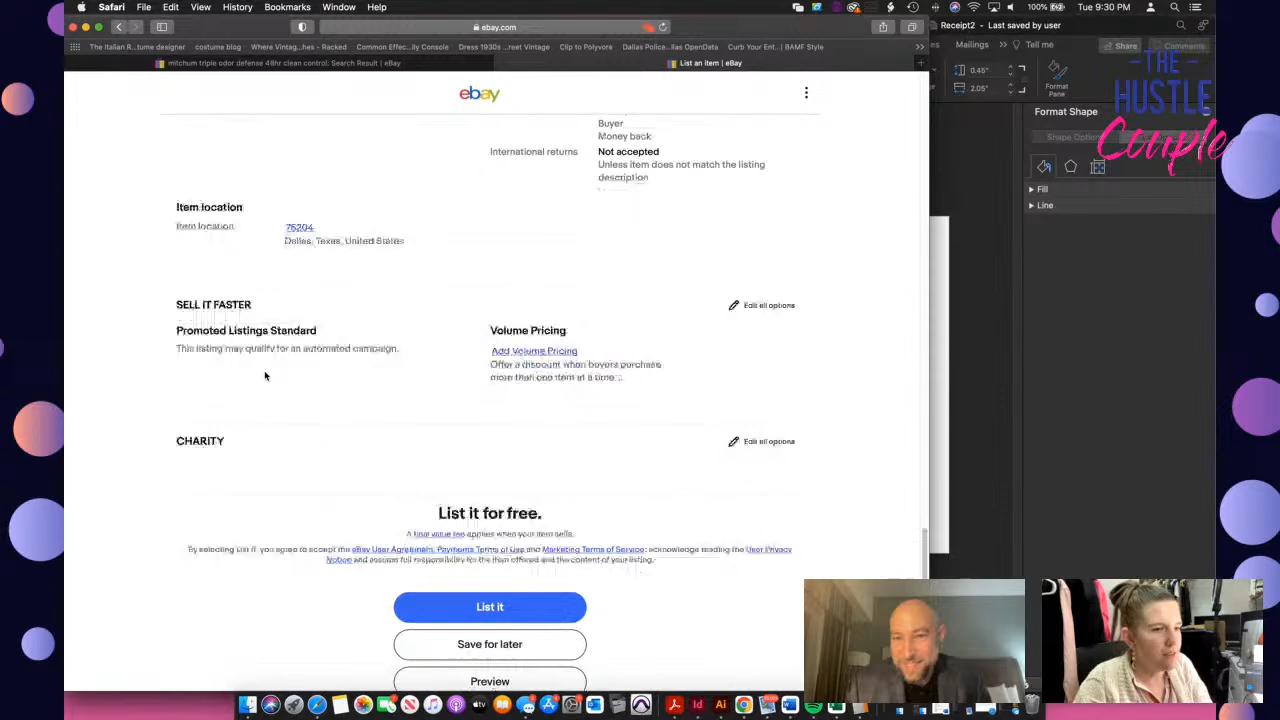 Safari File Edit View History Bookmarks Develop Window Help
Tue 9:30 PM
ebay.com
Receipt2 — Last saved by user
The Italian R...tume designer costume blog Where Vintag...hes - Racked Common Effec...ly Console Dress 1930s ...reet Vintage Clip to Polyvore Dallas Police...llas OpenData Curb Your Ent...) | BAMF Style
Mailings Tell me Share Comments
mitchum triple odor defense 48hr clean control: Search Result | eBay
List an item | eBay
0.45"
2.05"
Format
Pane
THE
HUSTLE
Couple
ebay
Format Shape
Shape Options
Buyer
Money back
International returns Not accepted
Unless item does not match the listing
description
Fill
Line
Item location
Item location 75204
Dallas, Texas, United States
SELL IT FASTER Edit all options
Promoted Listings Standard
This listing may qualify for an automated campaign.
Volume Pricing
Add Volume Pricing
Offer a discount when buyers purchase
more than one item at a time...
CHARITY Edit all options
List it for free.
A final value fee applies when your item sells.
By selecting List it, you agree to accept the eBay User Agreement, Payments Terms of Use and Marketing Terms of Service; acknowledge reading the User Privacy
Notice and assume full responsibility for the item offered and the content of your listing.
List it
Save for later
Preview